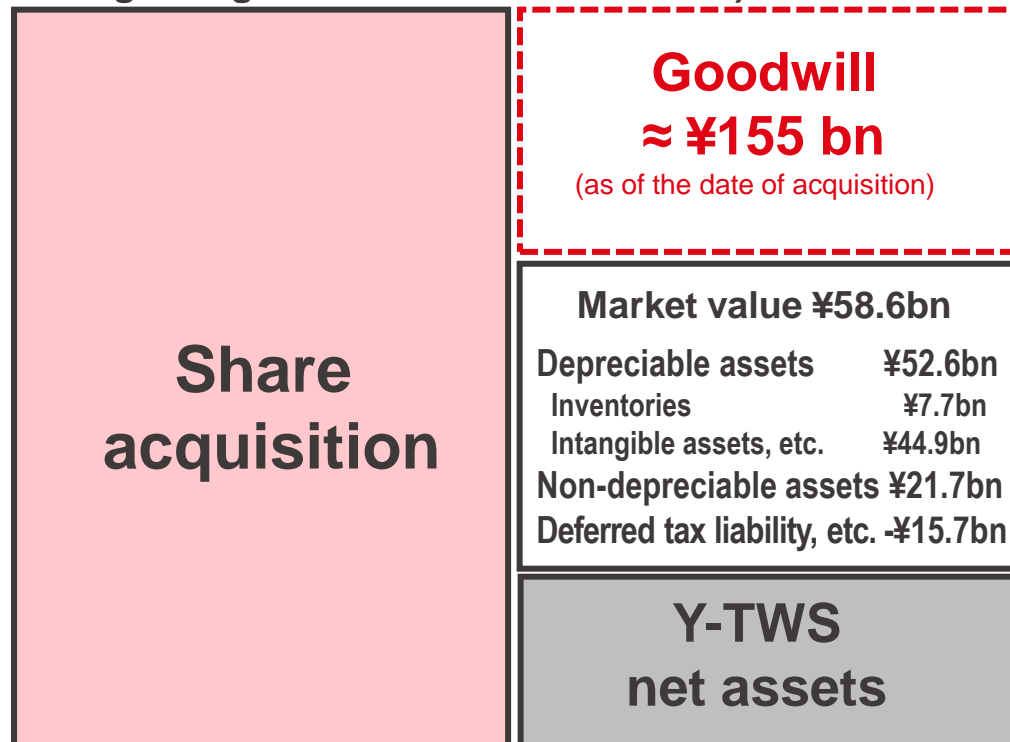 Goodwill
≈ ¥155 bn
(as of the date of acquisition)
Share
acquisition
Market value ¥58.6bn
Depreciable assets ¥52.6bn
Inventories ¥7.7bn
Intangible assets, etc. ¥44.9bn
Non-depreciable assets ¥21.7bn
Deferred tax liability, etc. -¥15.7bn
Y-TWS
net assets